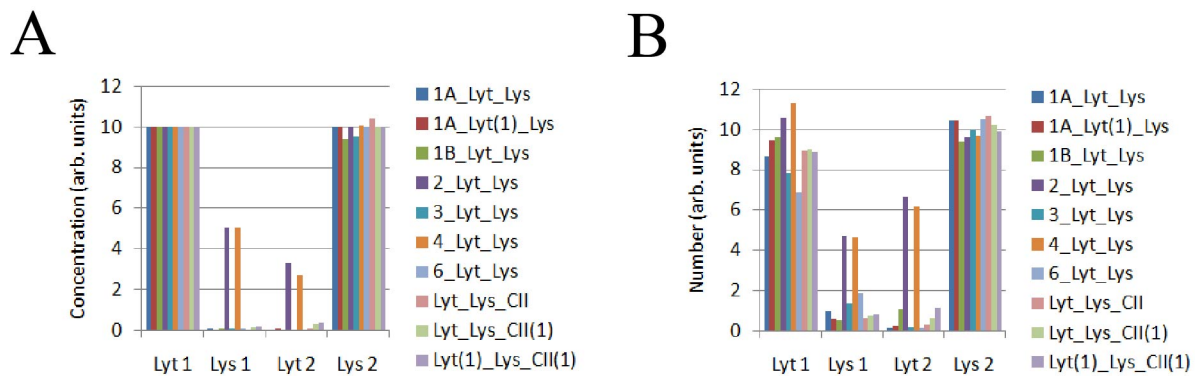 A
Concentration (arb. units)
12
10
8
6
4
2
0
Lyt 1 Lys 1 Lyt 2 Lys 2
1A_Lyt_Lys
1A_Lyt(1)_Lys
1B_Lyt_Lys
2_Lyt_Lys
3_Lyt_Lys
4_Lyt_Lys
6_Lyt_Lys
Lyt_Lys_CII
Lyt_Lys_CII(1)
Lyt(1)_Lys_CII(1)
B
Number (arb. units)
12
10
8
6
4
2
0
Lyt 1 Lys 1 Lyt 2 Lys 2
1A_Lyt_Lys
1A_Lyt(1)_Lys
1B_Lyt_Lys
2_Lyt_Lys
3_Lyt_Lys
4_Lyt_Lys
6_Lyt_Lys
Lyt_Lys_CII
Lyt_Lys_CII(1)
Lyt(1)_Lys_CII(1)